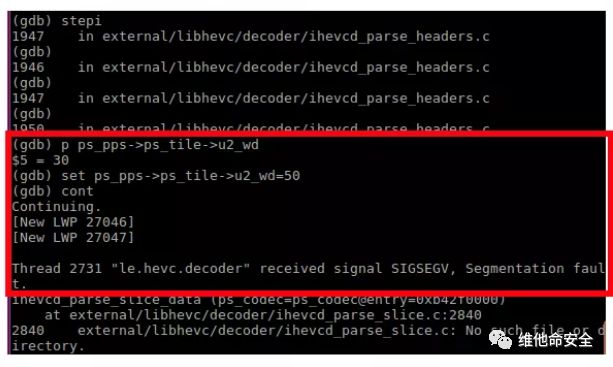 (gdb) stepi
1947    in external/libhevc/decoder/ihevcd_parse_headers.c
(gdb)
1946    in external/libhevc/decoder/ihevcd_parse_headers.c
(gdb)
1947    in external/libhevc/decoder/ihevcd_parse_headers.c
(gdb)
1950    in external/libhevc/decoder/ihevcd_parse_headers.c
(gdb) p ps_pps->ps_tile->u2_wd
$5 = 30
(gdb) set ps_pps->ps_tile->u2_wd=50
(gdb) cont
Continuing.
[New LWP 27046]
[New LWP 27047]
Thread 2731 "le.hevc.decoder" received signal SIGSEGV, Segmentation faul
t.
ihevcd_parse_slice_data (ps_codec=ps_codec@entry=0xb42f0000)
    at external/libhevc/decoder/ihevcd_parse_slice.c:2840
2840    external/libhevc/decoder/ihevcd_parse_slice.c: No such file or d
irectory.
维他命安全